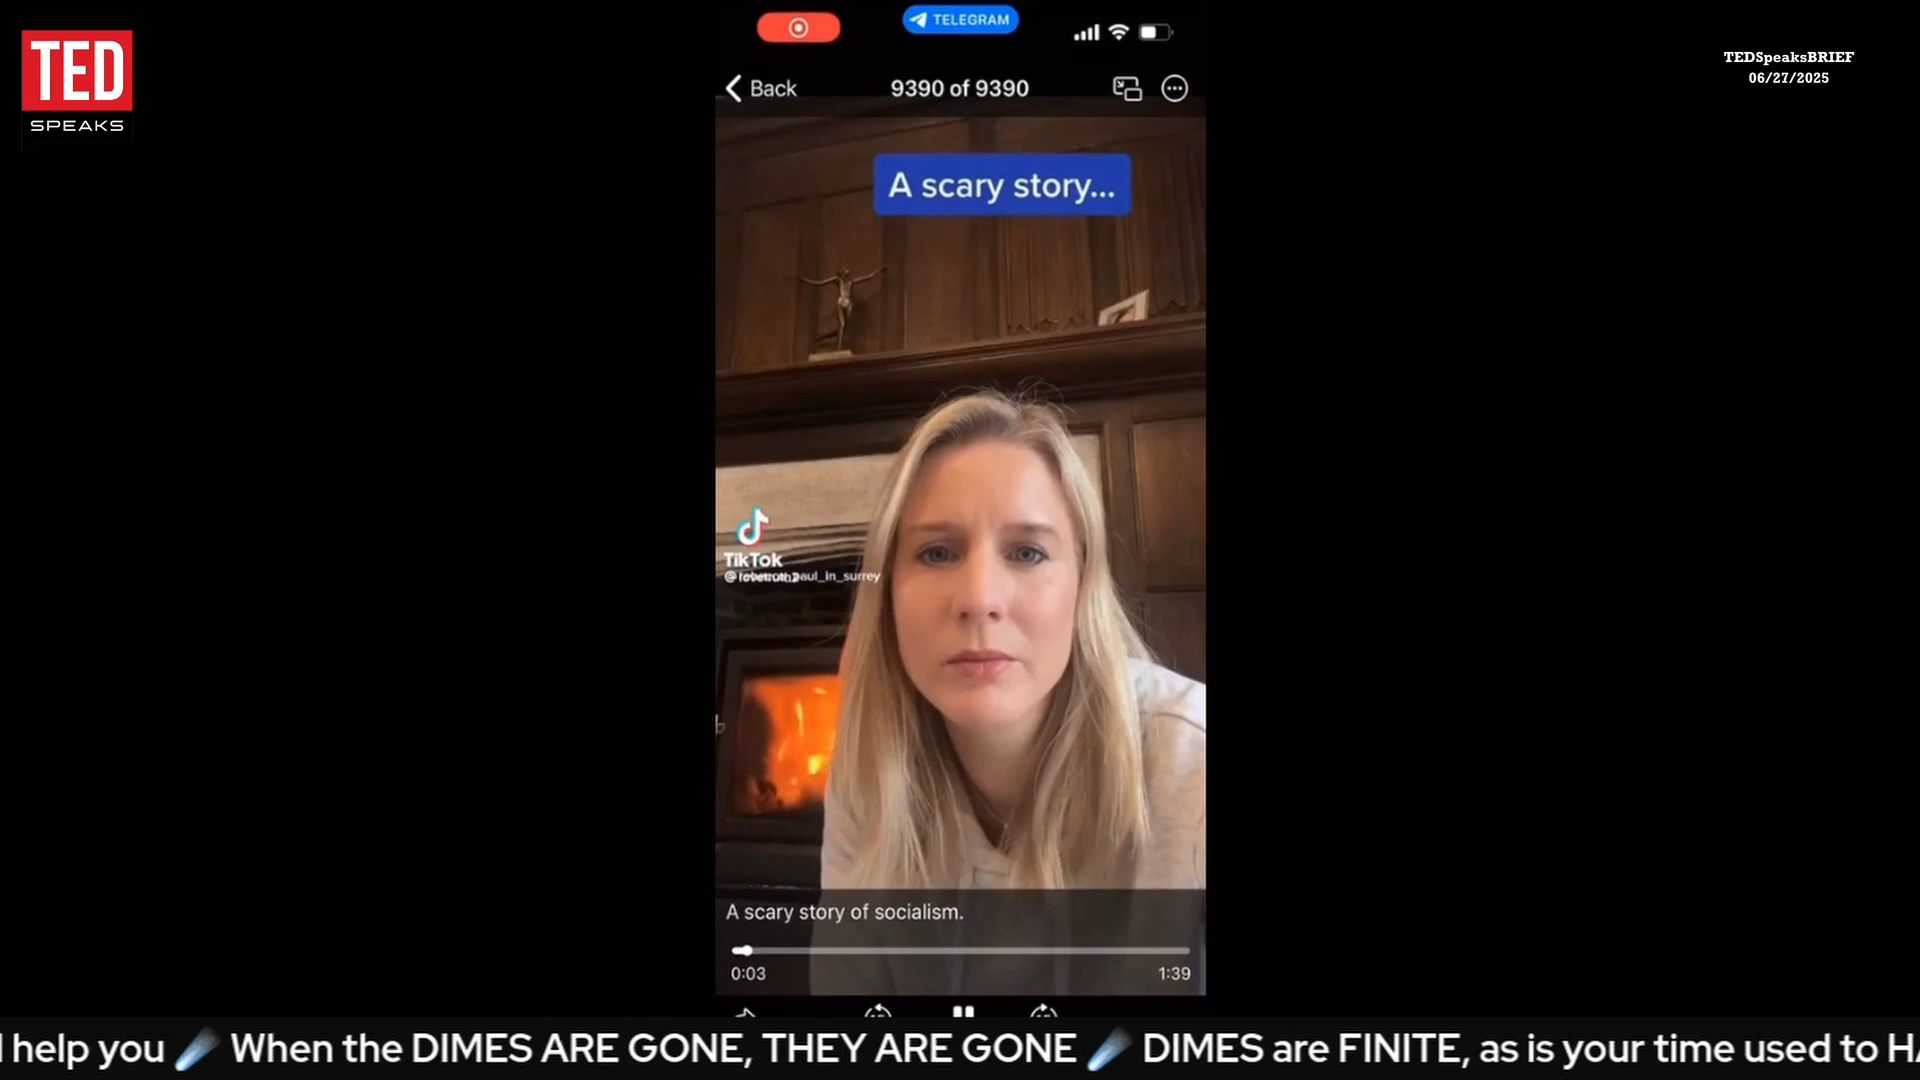 TED
SPEAKS
TELEGRAM
TEDSpeaksBRIEF
06/27/2025
Back
9390 of 9390
A scary story...
TikTok
A scary story of socialism.
0:03
1:39
help you ☄️ When the DIMES ARE GONE, THEY ARE GONE ☄️ DIMES are FINITE, as is your time used to